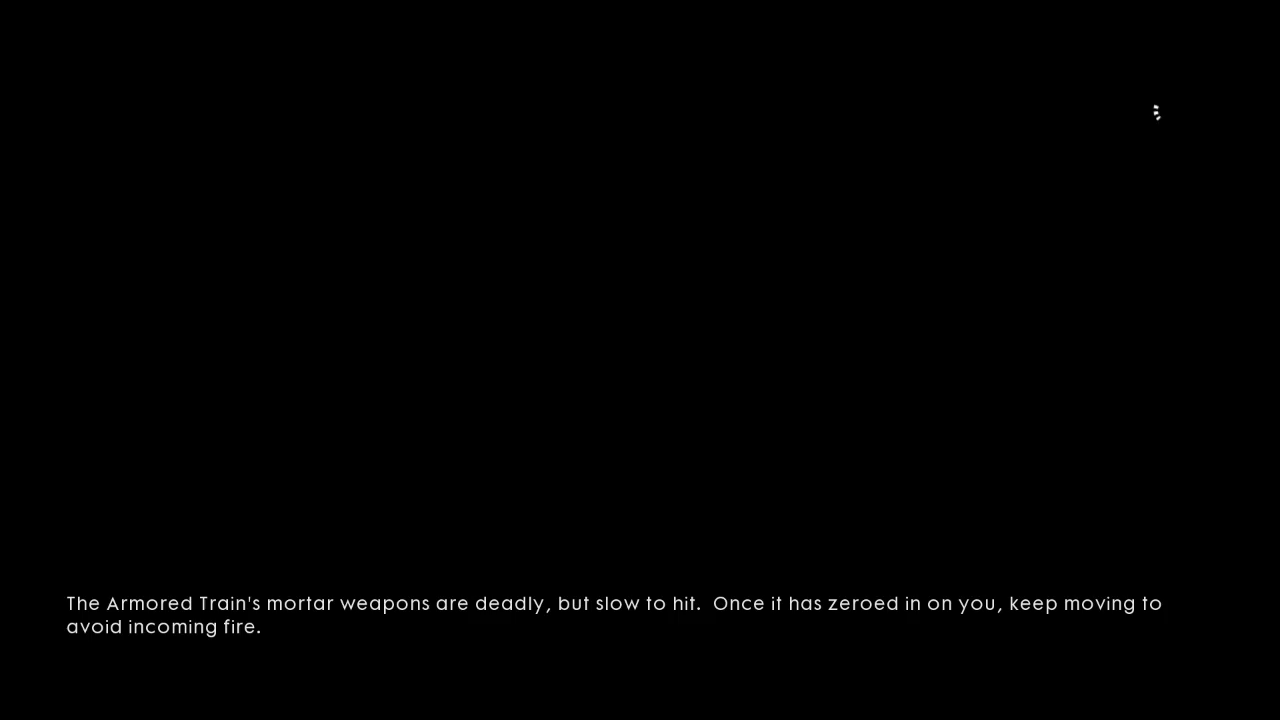 The Armored Train's mortar weapons are deadly, but slow to hit.  Once it has zeroed in on you, keep moving to
avoid incoming fire.